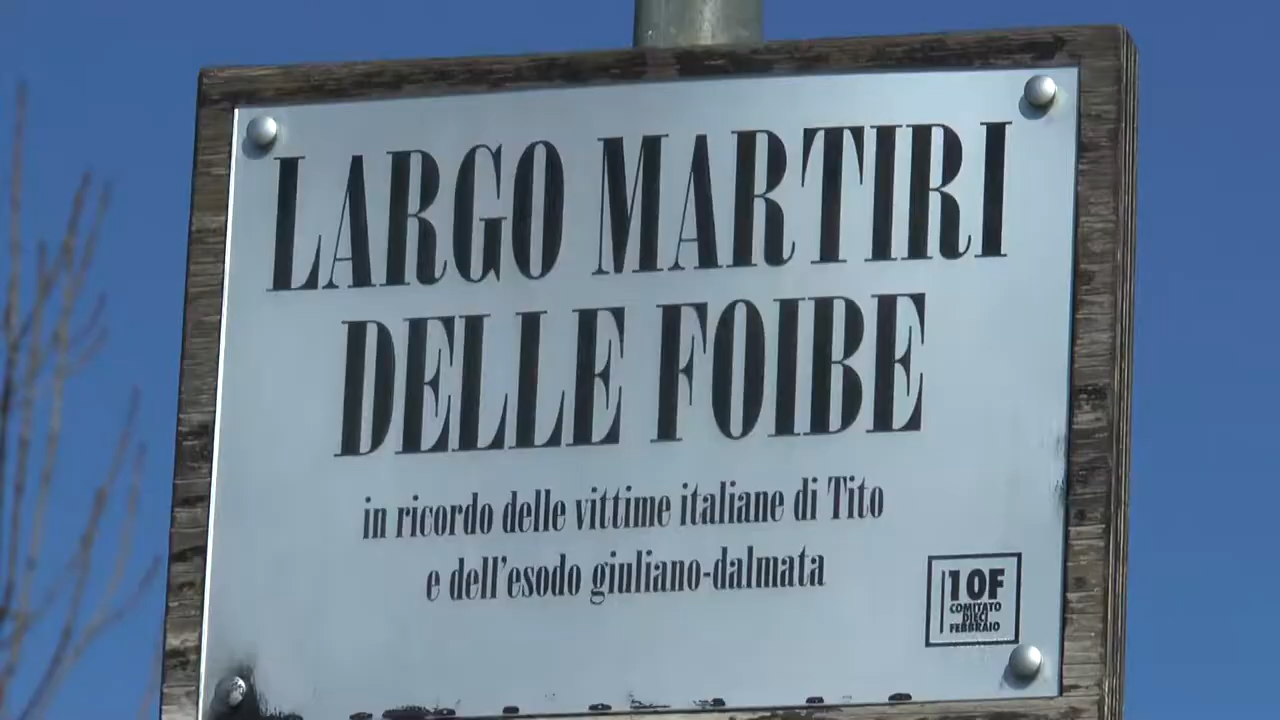 LARGO MARTIRI
DELLE FOIBE
in ricordo delle vittime italiane di Tito
e dell'esodo giuliano-dalmata
10F
COMITATO
DIECI
FEBBRAIO